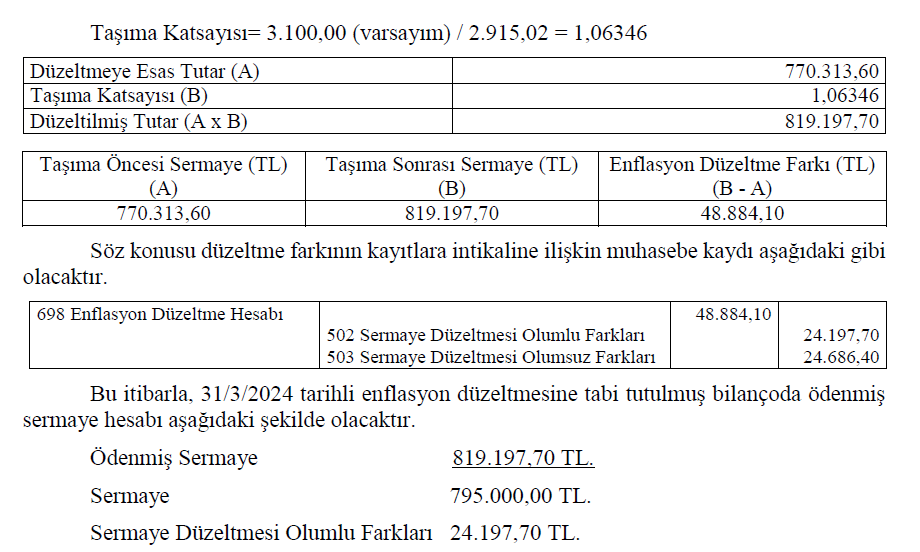 Taşıma Katsayısı= 3.100,00 (varsayım) / 2.915,02 = 1,06346
Düzeltmeye Esas Tutar (A) 770.313,60
Taşıma Katsayısı (B) 1,06346
Düzeltilmiş Tutar (A x B) 819.197,70
Taşıma Öncesi Sermaye (TL) Taşıma Sonrası Sermaye (TL) Enflasyon Düzeltme Farkı (TL)
(A) (B) (B - A)
770.313,60 819.197,70 48.884,10
Söz konusu düzeltme farkının kayıtlara intikaline ilişkin muhasebe kaydı aşağıdaki gibi
olacaktır.
698 Enflasyon Düzeltme Hesabı 48.884,10
502 Sermaye Düzeltmesi Olumlu Farkları 24.197,70
503 Sermaye Düzeltmesi Olumsuz Farkları 24.686,40
Bu itibarla, 31/3/2024 tarihli enflasyon düzeltmesine tabi tutulmuş bilançoda ödenmiş
sermaye hesabı aşağıdaki şekilde olacaktır.
Ödenmiş Sermaye 819.197,70 TL.
Sermaye 795.000,00 TL.
Sermaye Düzeltmesi Olumlu Farkları 24.197,70 TL.